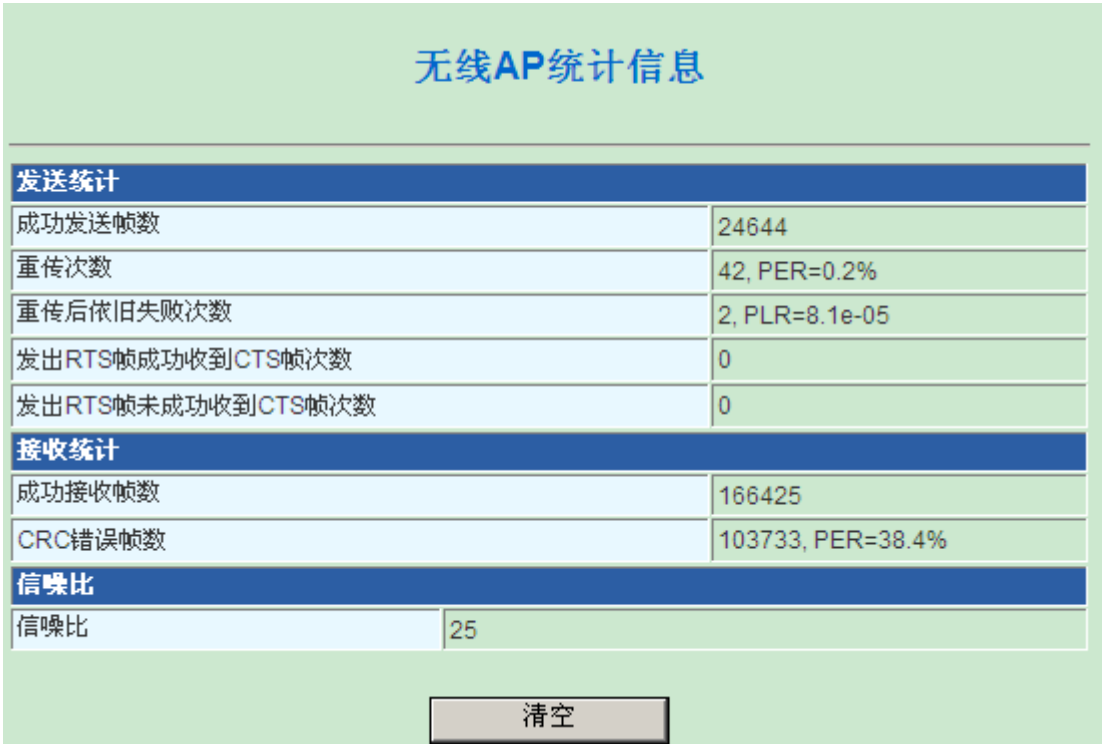 无线AP统计信息
发送统计
成功发送帧数 24644
重传次数 42, PER=0.2%
重传后依旧失败次数 2, PLR=8.1e-05
发出RTS帧成功收到CTS帧次数 0
发出RTS帧未成功收到CTS帧次数 0
接收统计
成功接收帧数 166425
CRC错误帧数 103733, PER=38.4%
信噪比
信噪比 25
清空